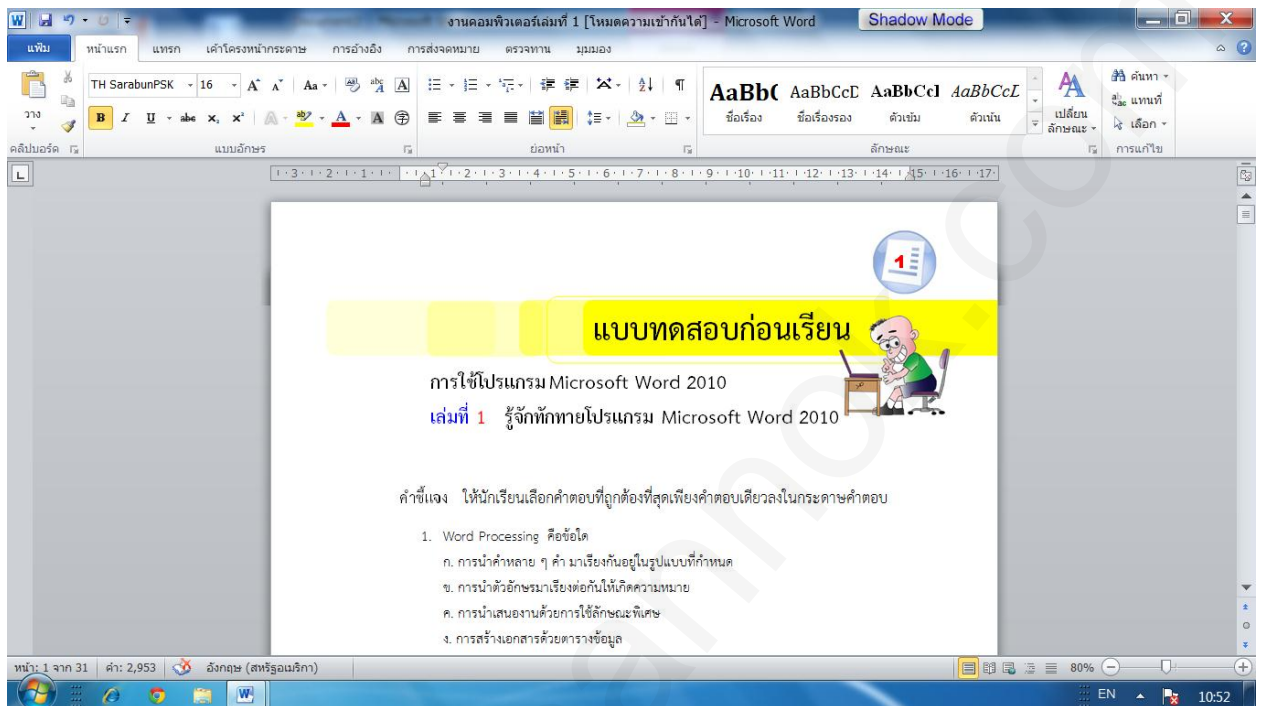 งานคอมพิวเตอร์เล่มที่ 1 [โหมดความเข้ากันได้] - Microsoft Word
Shadow Mode
แฟ้ม หน้าแรก แทรก เค้าโครงหน้ากระดาษ การอ้างอิง การส่งจดหมาย ตรวจทาน มุมมอง
TH SarabunPSK 16
วาง
AaBbC AaBbCcD AaBbCcI AaBbCcL
ชื่อเรื่อง ชื่อเรื่องรอง ตัวเข้ม ตัวเน้น
เปลี่ยนลักษณะ
ค้นหา
แทนที่
เลือก
คลิปบอร์ด แบบอักษร ย่อหน้า ลักษณะ การแก้ไข
3 2 1 1 2 3 4 5 6 7 8 9 10 11 12 13 14 15 16 17
1
แบบทดสอบก่อนเรียน
การใช้โปรแกรม Microsoft Word 2010
เล่มที่ 1 รู้จักทักทายโปรแกรม Microsoft Word 2010
คำชี้แจง ให้นักเรียนเลือกคำตอบที่ถูกต้องที่สุดเพียงคำตอบเดียวลงในกระดาษคำตอบ
1. Word Processing คือข้อใด
ก. การนำคำหลาย ๆ คำ มาเรียงกันอยู่ในรูปแบบที่กำหนด
ข. การนำตัวอักษรมาเรียงต่อกันให้เกิดความหมาย
ค. การนำเสนองานด้วยการใช้ลักษณะพิเศษ
ง. การสร้างเอกสารด้วยตารางข้อมูล
หน้า: 1 จาก 31 คำ: 2,953 อังกฤษ (สหรัฐอเมริกา) 80%
EN 10:52